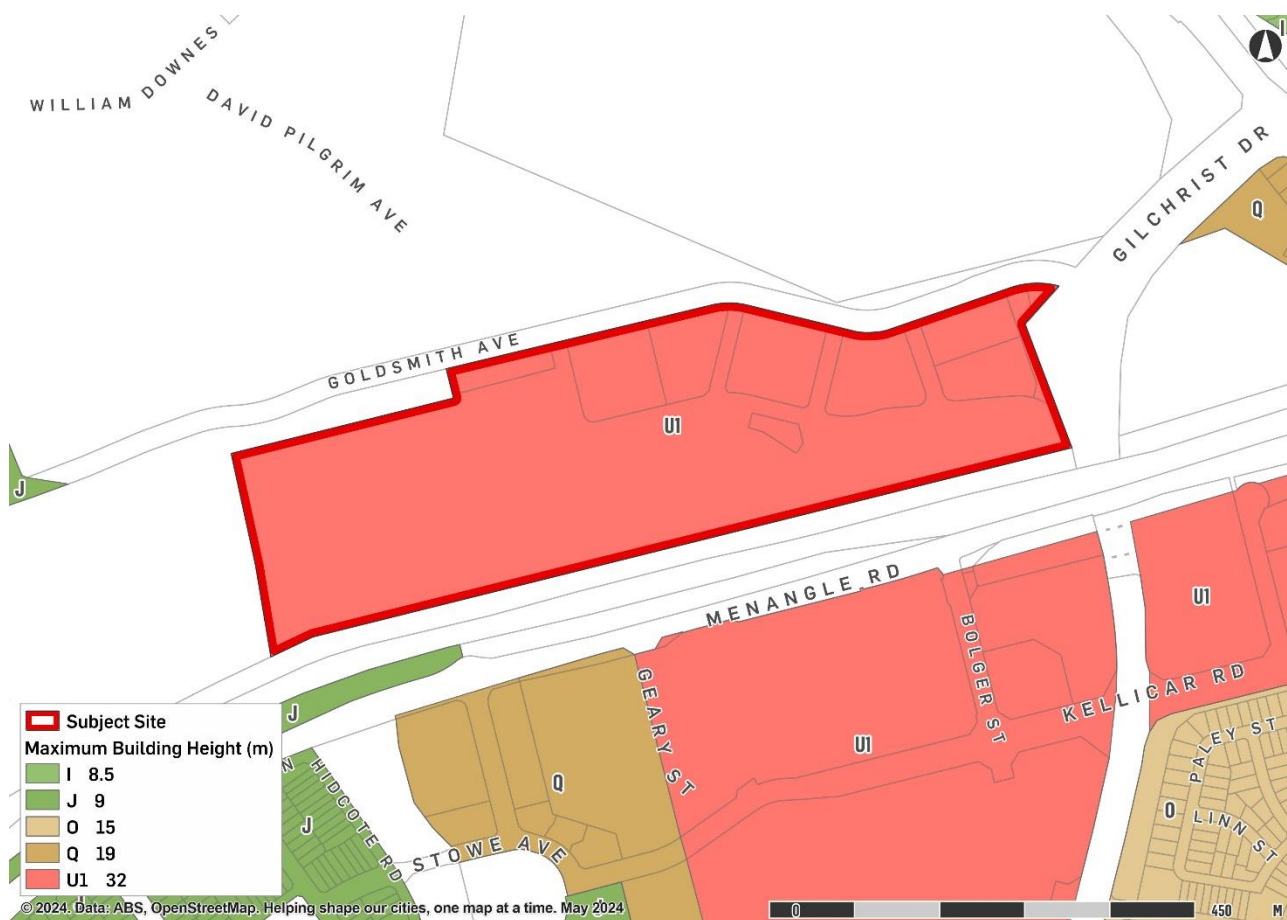 I
WILLIAM DOWNES
DAVID PILGRIM AVE
GILCHRIST DR
Q
GOLDSMITH AVE
U1
J
MENANGLE RD
BOLGER ST
U1
KELLICAR RD
GEARY ST
J
U1
Q
PALEY ST
O
LINN ST
HIDCOTE RD
J
STOWE AVE
Subject Site
Maximum Building Height (m)
I 8.5
J 9
O 15
Q 19
U1 32
© 2024. Data: ABS, OpenStreetMap. Helping shape our cities, one map at a time. May 2024
0 450 M